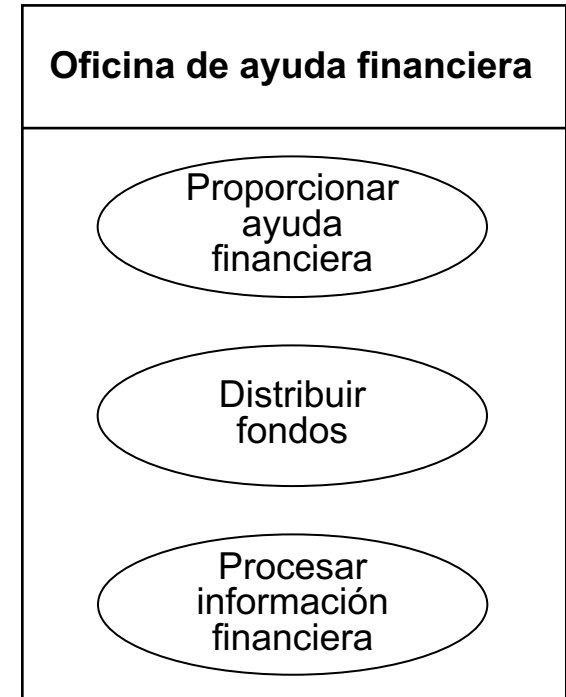 Oficina de ayuda financiera
Proporcionar
ayuda
financiera
Distribuir
fondos
Procesar
información
financiera